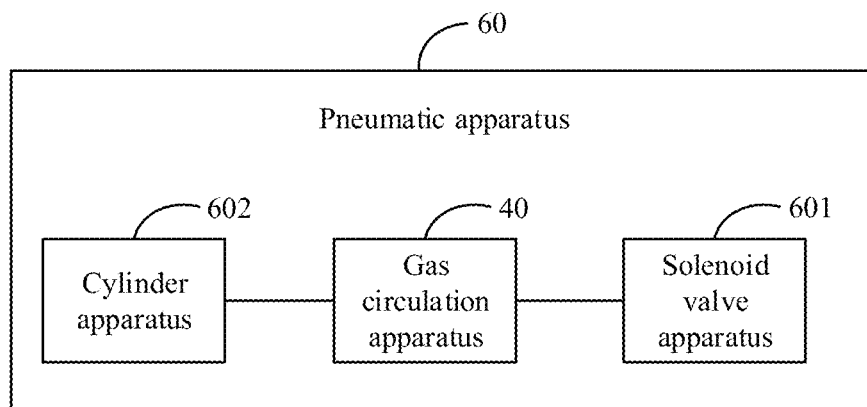 60
Pneumatic apparatus
602
40
601
Cylinder
apparatus
Gas
circulation
apparatus
Solenoid
valve
apparatus